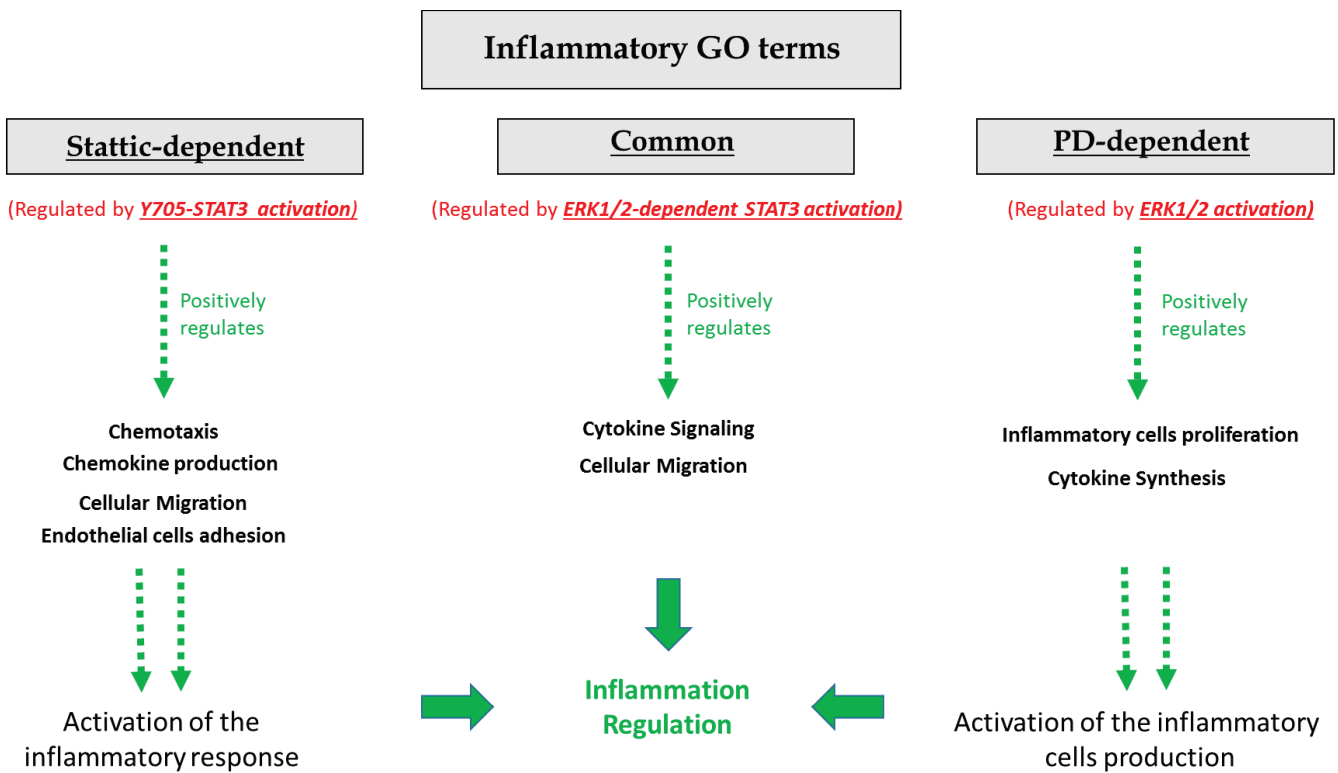 Inflammatory GO terms
Stattic-dependent
(Regulated by Y705-STAT3 activation)
Positively
regulates
Chemotaxis
Chemokine production
Cellular Migration
Endothelial cells adhesion
Activation of the
inflammatory response
Common
(Regulated by ERK1/2-dependent STAT3 activation)
Positively
regulates
Cytokine Signaling
Cellular Migration
Inflammation
Regulation
PD-dependent
(Regulated by ERK1/2 activation)
Positively
regulates
Inflammatory cells proliferation
Cytokine Synthesis
Activation of the inflammatory
cells production